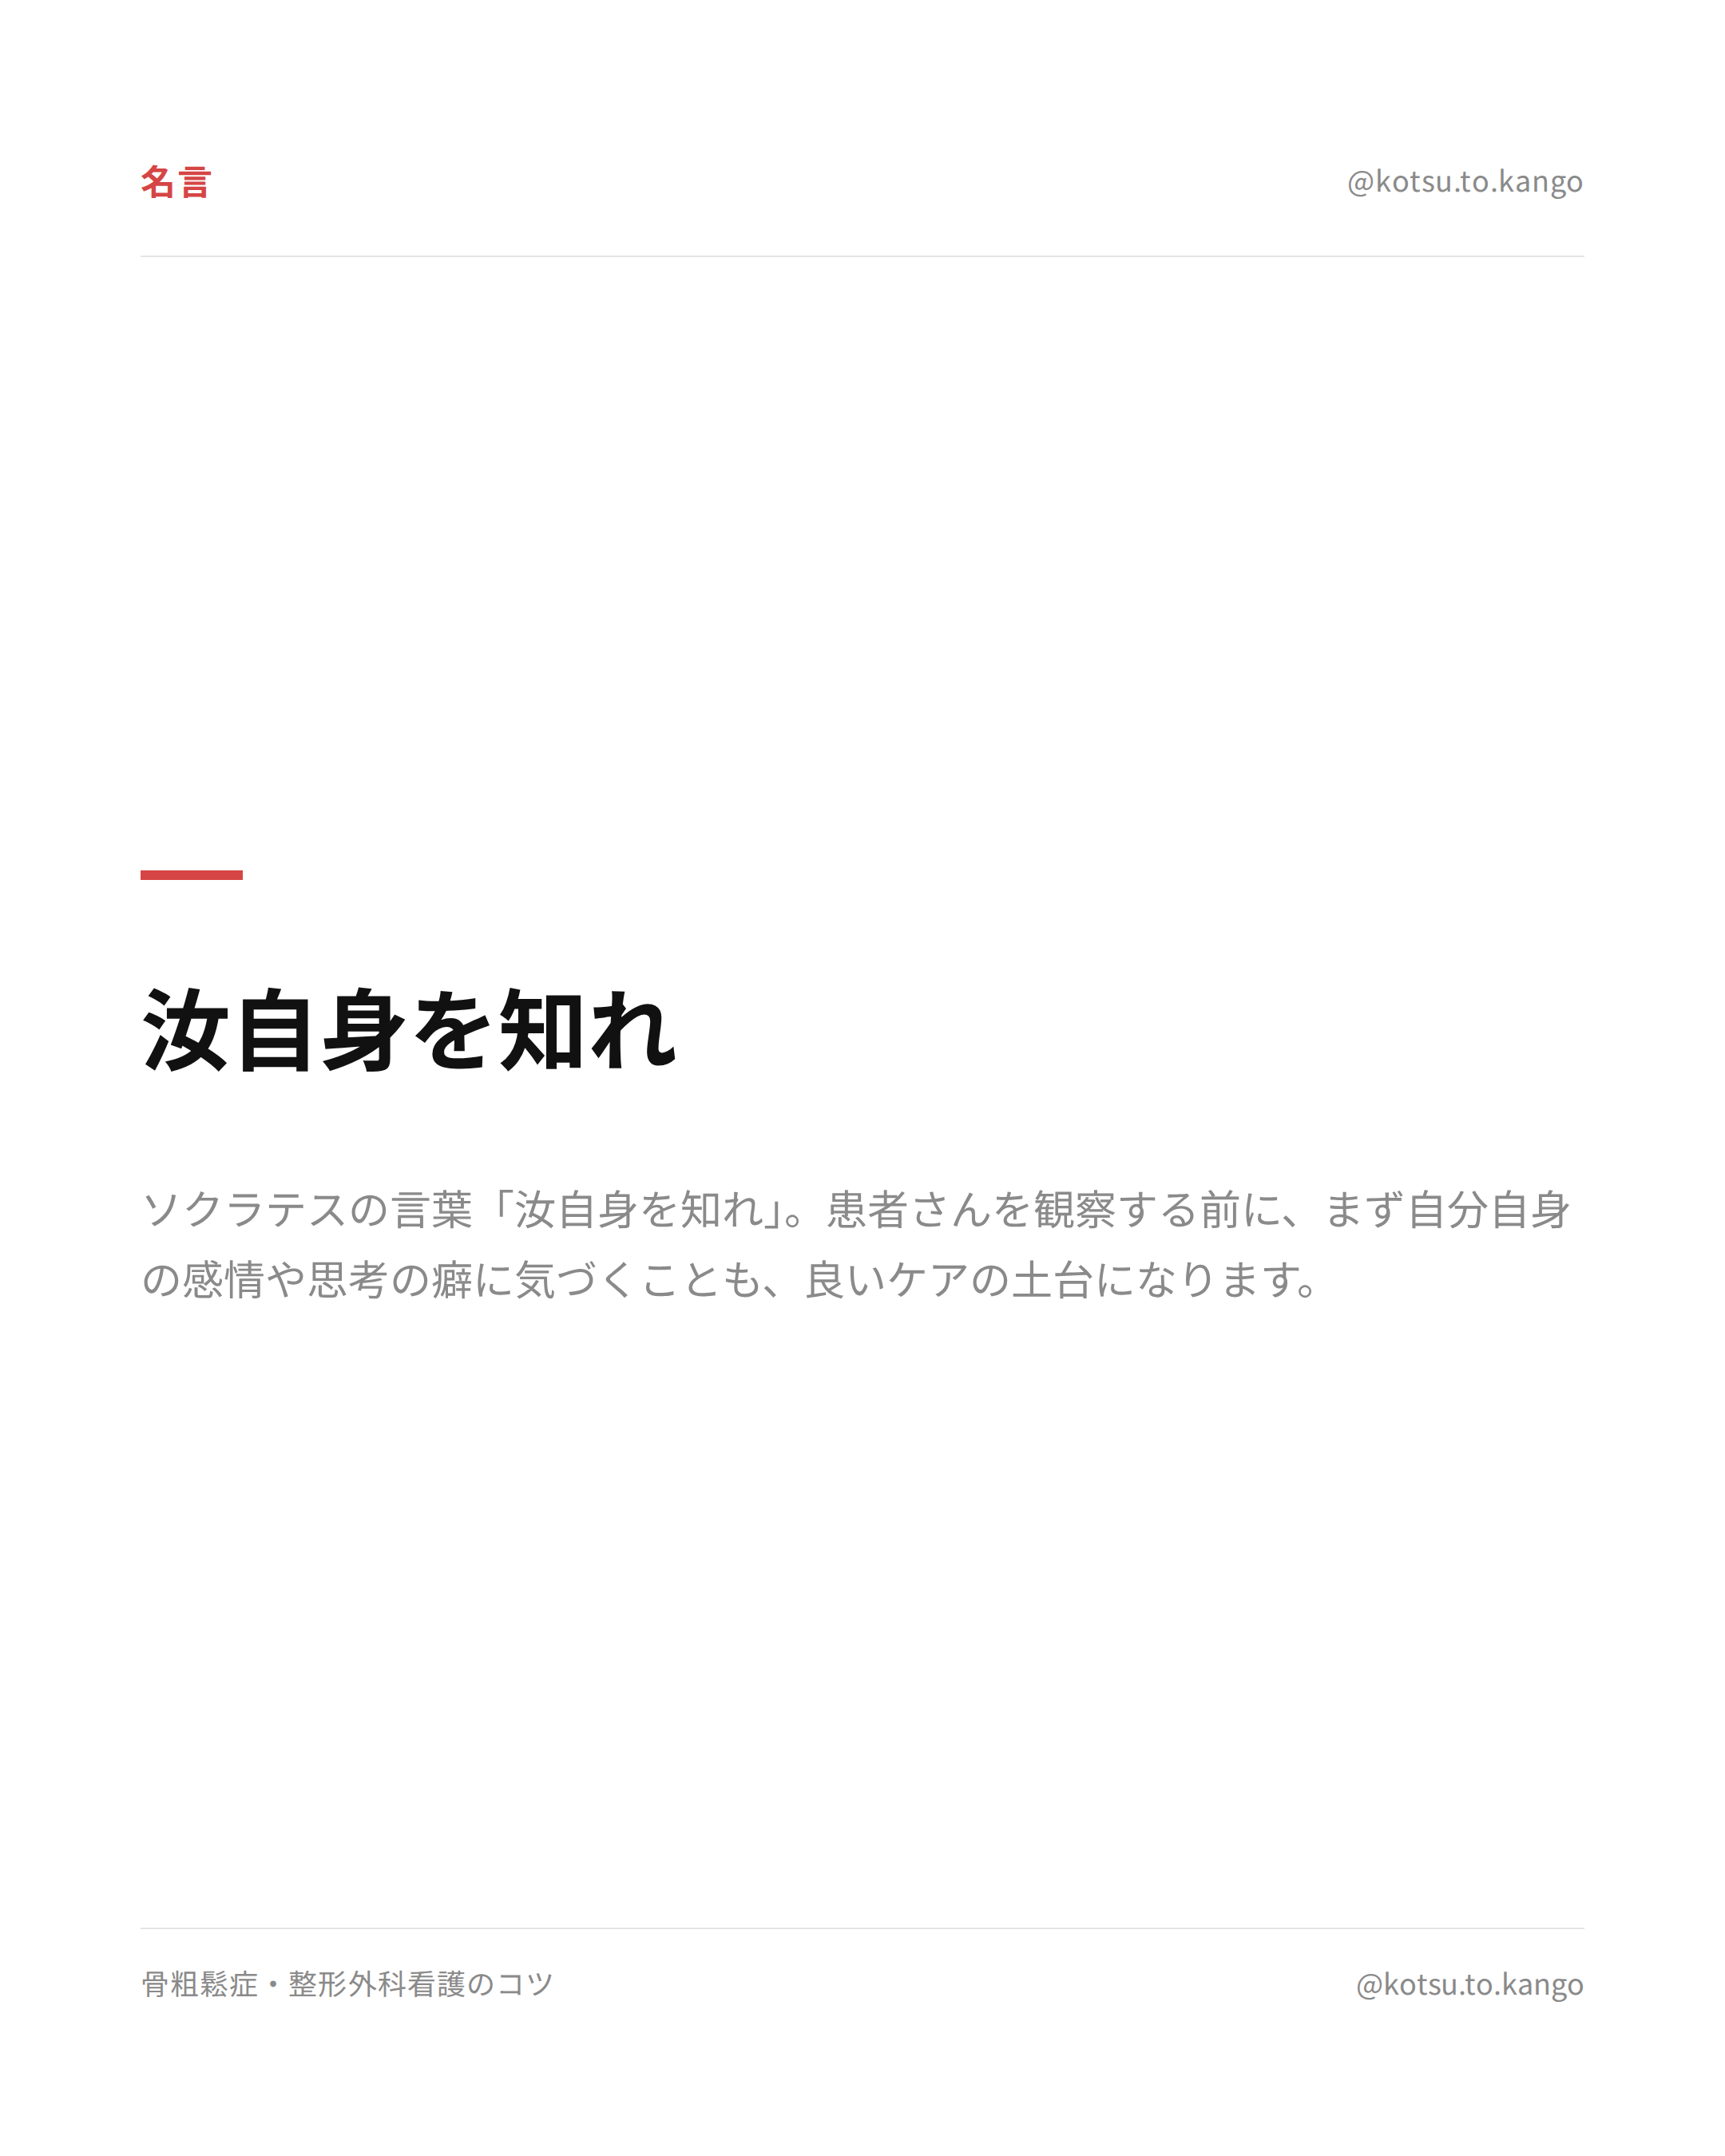 名言
@kotsu.to.kango
汝自身を知れ
ソクラテスの言葉「汝自身を知れ」。患者さんを観察する前に、まず自分自身
の感情や思考の癖に気づくことも、良いケアの土台になります。
骨粗鬆症・整形外科看護のコツ
@kotsu.to.kango